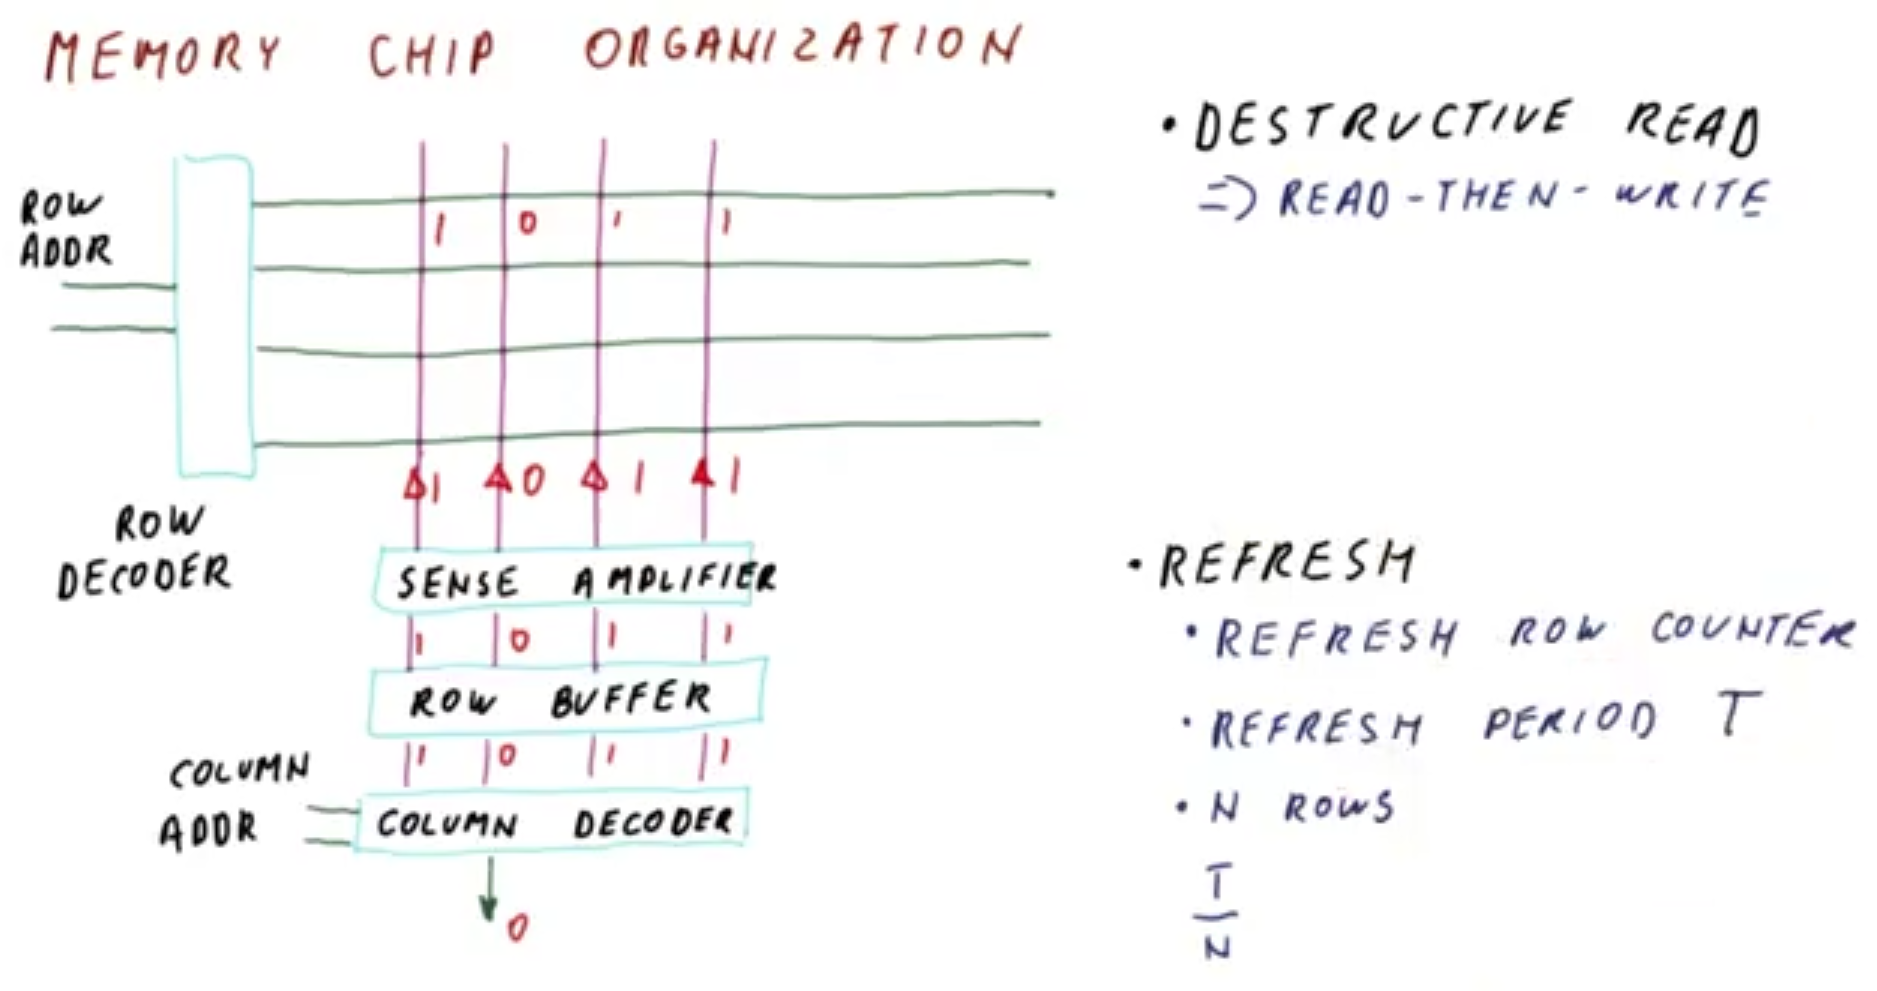 MEMORY CHIP ORGANIZATION
ROW
ADDR
1 0 1 1
1 0 1 1
ROW
DECODER
SENSE AMPLIFIER
1 0 1 1
ROW BUFFER
1 0 1 1
COLUMN
ADDR
COLUMN DECODER
0
• DESTRUCTIVE READ
=> READ-THEN-WRITE
• REFRESH
• REFRESH ROW COUNTER
• REFRESH PERIOD T
• N ROWS
T
N